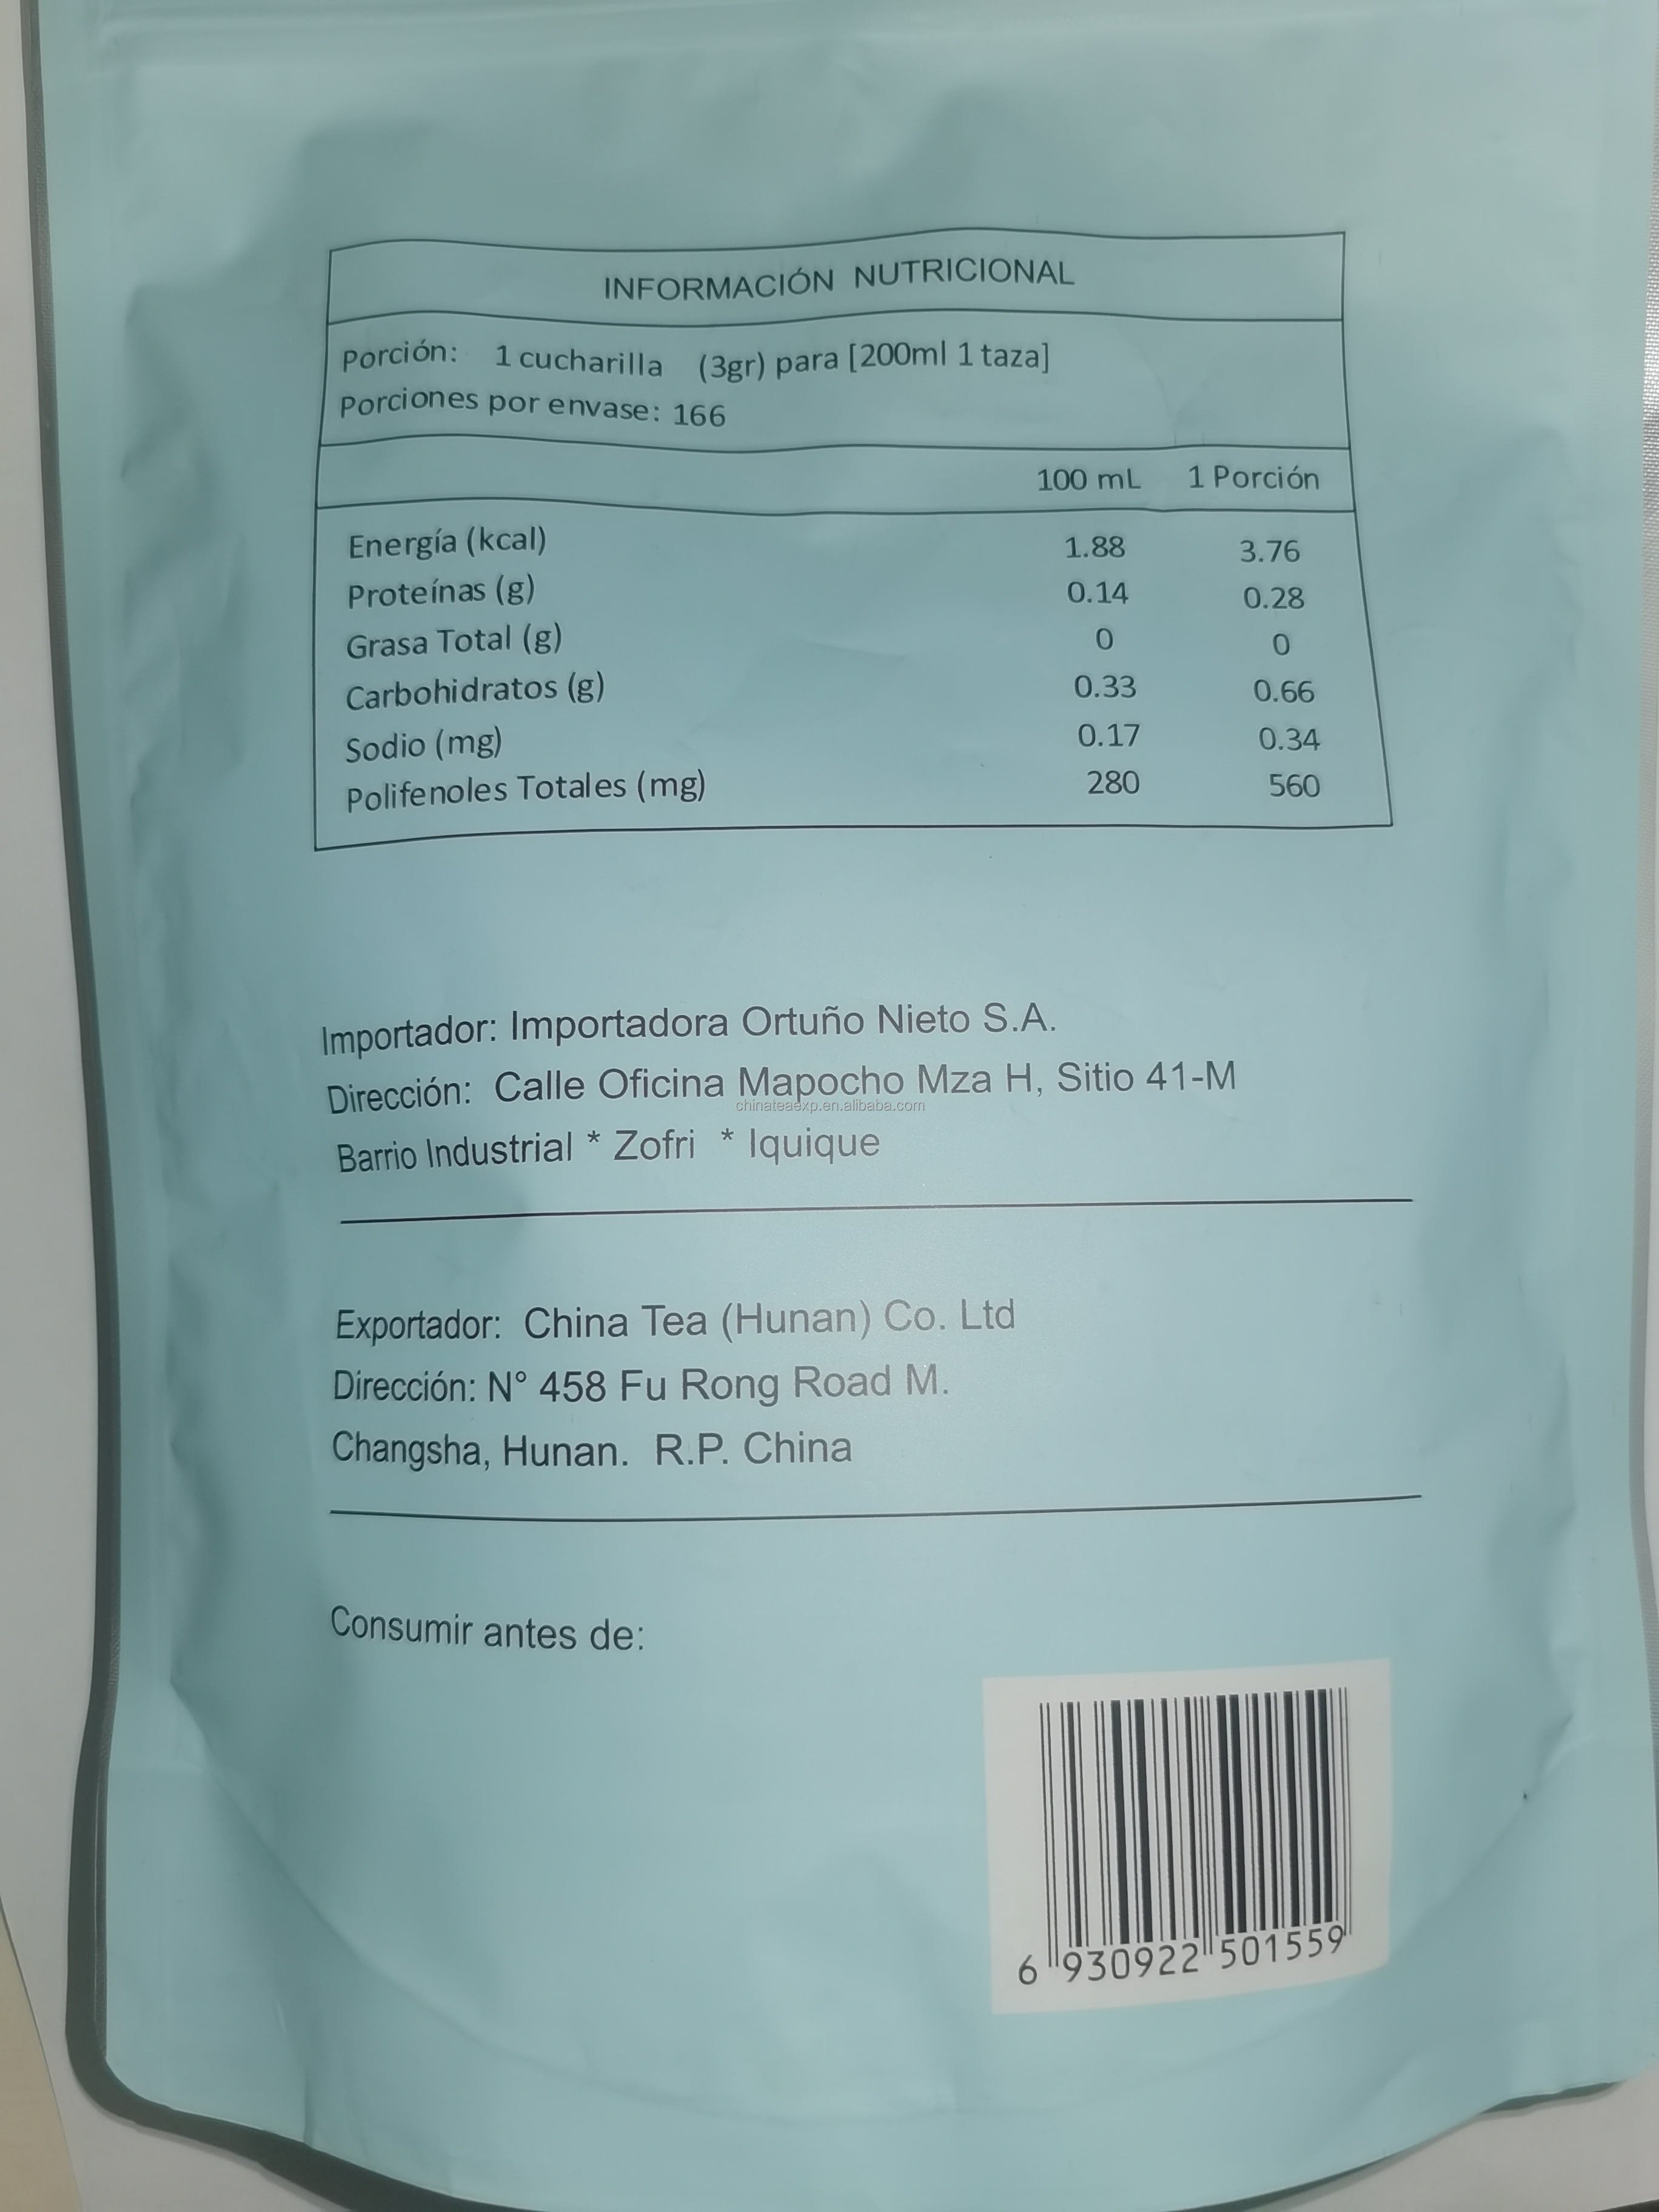 INFORMACIÓN NUTRICIONAL
Porción: 1 cucharilla (3gr) para [200ml 1 taza]
Porciones por envase: 166
100 mL 1 Porción
Energía (kcal) 1.88 3.76
Proteínas (g) 0.14 0.28
Grasa Total (g) 0 0
Carbohidratos (g) 0.33 0.66
Sodio (mg) 0.17 0.34
Polifenoles Totales (mg) 280 560
Importador: Importadora Ortuño Nieto S.A.
Dirección: Calle Oficina Mapocho Mza H, Sitio 41-M
chinateaexp.en.alibaba.com
Barrio Industrial * Zofri * Iquique
Exportador: China Tea (Hunan) Co. Ltd
Dirección: N° 458 Fu Rong Road M.
Changsha, Hunan. R.P. China
Consumir antes de:
6 930922 501559